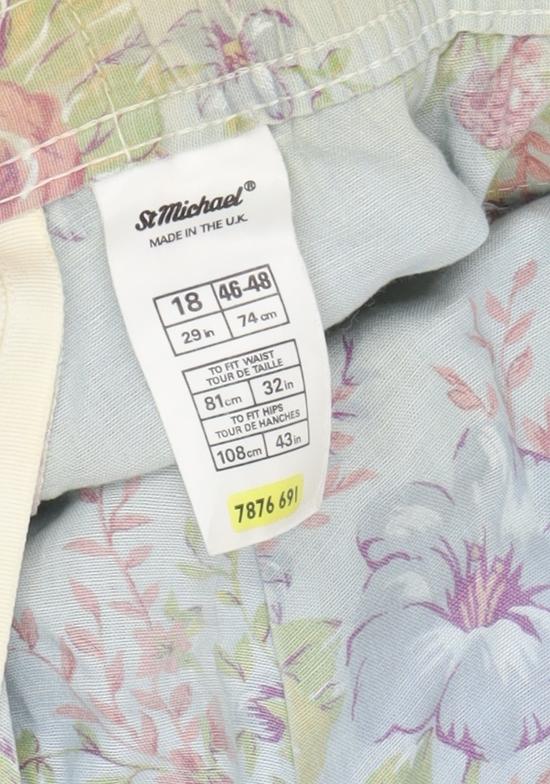 St Michael®
MADE IN THE U.K.
18 46-48
29 in 74 cm
TO FIT WAIST
TOUR DE TAILLE
81cm 32in
TO FIT HIPS
TOUR DE HANCHES
108cm 43in
7876 691